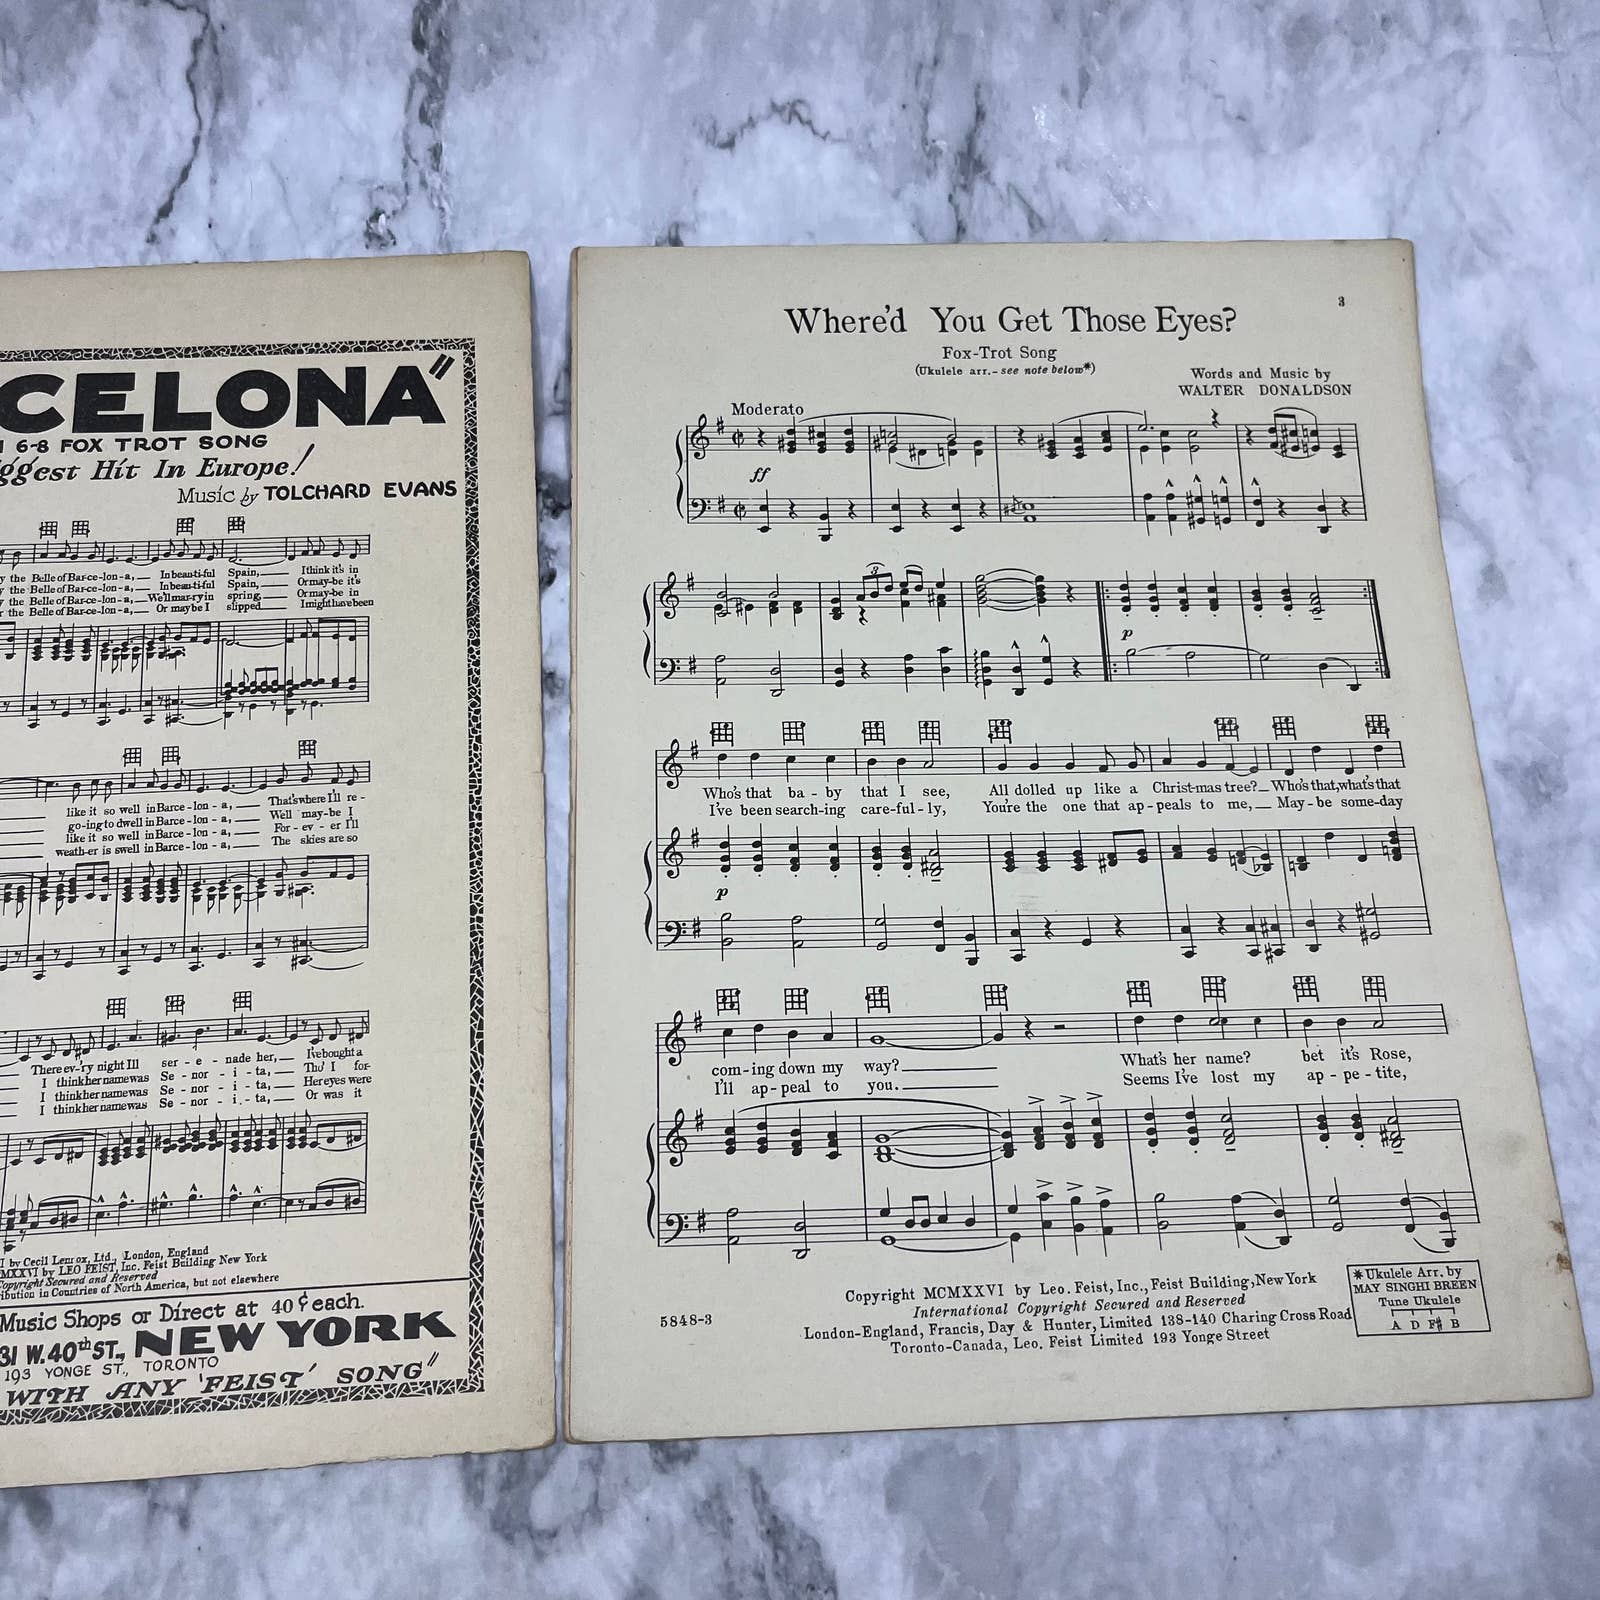 CELONA"
6-8 FOX TROT SONG
ggest Hit In Europe!
Music by TOLCHARD EVANS
y the Belle of Bar-ce-lon-a,— In beau-ti-ful Spain,— I think it's in
y the Belle of Bar-ce-lon-a,— In beau-ti-ful Spain,— Or may-be it's
y the Belle of Bar-ce-lon-a,— We'll mar-ry in spring,— Or may-be in
r the Belle of Bar-ce-lon-a,— Or may be I slipped— I might have been
like it so well in Barce-lon-a,— That's where I'll re-
go-ing to dwell in Barce-lon-a,— Well may-be I
like it so well in Barce-lon-a,— For-ev-er I'll
weath-er is swell in Barce-lon-a,— The skies are so
There ev-'ry night I'll ser-e-nade her,— I've bought a
I think her name was Se-nor-i-ta,— Tho' I for-
I think her name was Se-nor-i-ta,— Her eyes were
I think her name was Se-nor-i-ta,— Or was it
I by Cecil Lenrox, Ltd., London, England
MXXVI by LEO FEIST, Inc. Feist Building New York
Copyright Secured and Reserved
ribution in Countries of North America, but not elsewhere
Music Shops or Direct at 40¢ each.
31 W. 40th ST., NEW YORK
193 YONGE ST., TORONTO
WITH ANY 'FEIST' SONG"
3
Where'd You Get Those Eyes?
Fox-Trot Song
(Ukulele arr.- see note below*)
Words and Music by
WALTER DONALDSON
Moderato
ff
3
p
Who's that ba-by that I see, All dolled up like a Christ-mas tree?— Who's that, what's that
I've been search-ing care-ful-ly, You're the one that ap-peals to me,— May-be some-day
p
com-ing down my way?— What's her name? bet it's Rose,
I'll ap-peal to you.— Seems I've lost my ap-pe-tite,
Copyright MCMXXVI by Leo. Feist, Inc., Feist Building, New York
International Copyright Secured and Reserved
London-England, Francis, Day & Hunter, Limited 138-140 Charing Cross Road
Toronto-Canada, Leo. Feist Limited 193 Yonge Street
5848-3
*Ukulele Arr. by
MAY SINGHI BREEN
Tune Ukulele
A D F# B